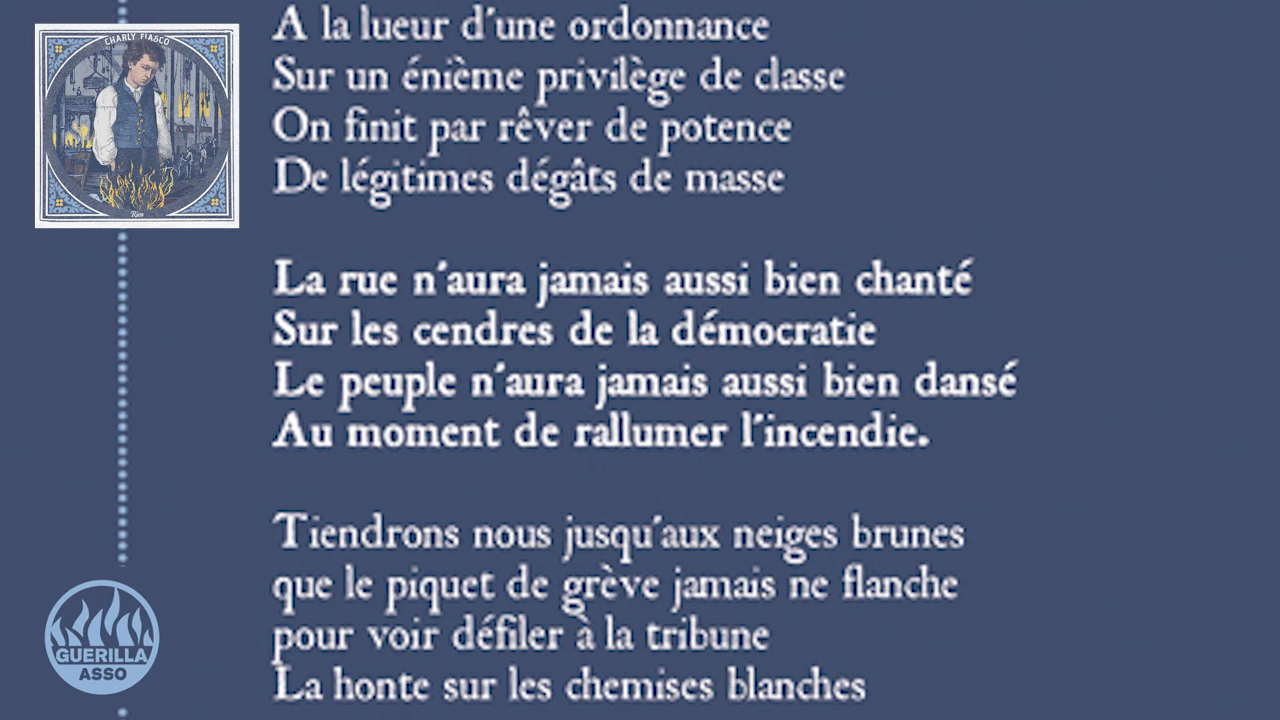 CHARLY FIASCO
Rien
A la lueur d´une ordonnance
Sur un énième privilège de classe
On finit par rêver de potence
De légitimes dégâts de masse
La rue n´aura jamais aussi bien chanté
Sur les cendres de la démocratie
Le peuple n´aura jamais aussi bien dansé
Au moment de rallumer l´incendie.
Tiendrons nous jusqu´aux neiges brunes
que le piquet de grève jamais ne flanche
pour voir défiler à la tribune
La honte sur les chemises blanches
GUERILLA
ASSO